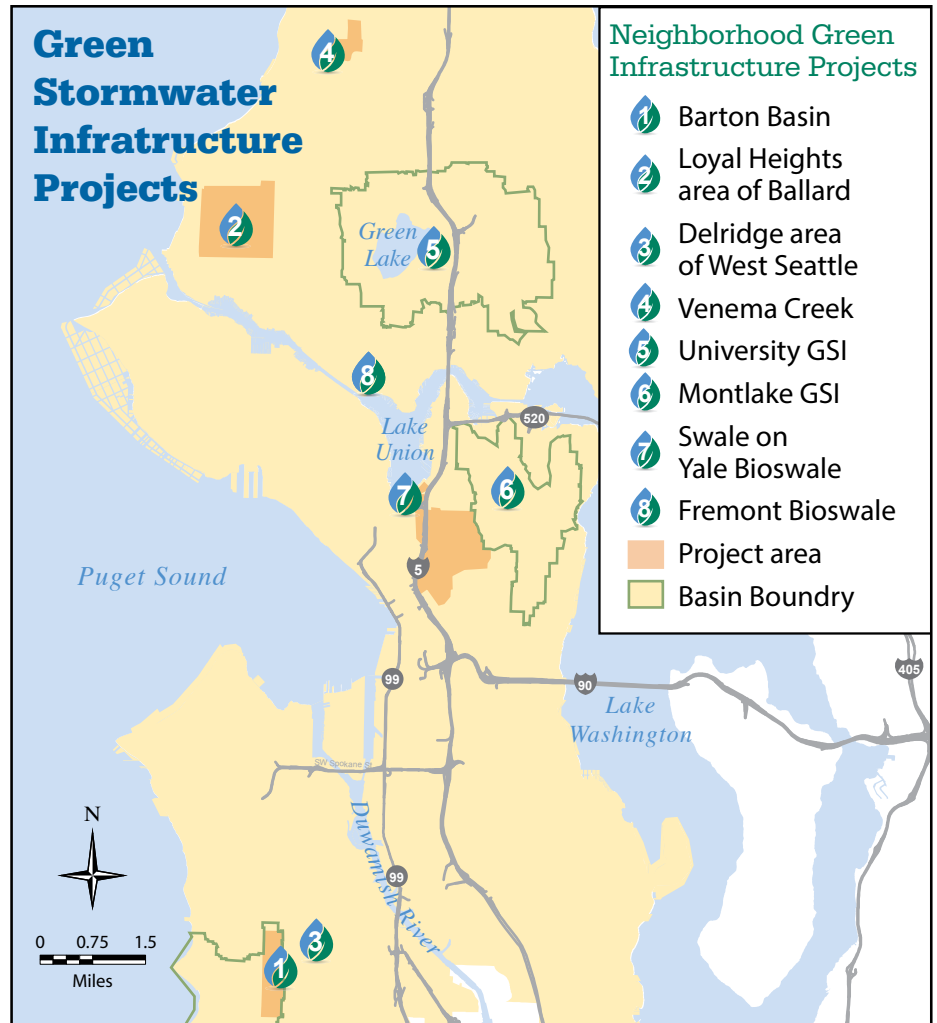 Green
Stormwater
Infratructure
Projects
Neighborhood Green
Infrastructure Projects
1 Barton Basin
2 Loyal Heights
area of Ballard
3 Delridge area
of West Seattle
4 Venema Creek
5 University GSI
6 Montlake GSI
7 Swale on
Yale Bioswale
8 Fremont Bioswale
Project area
Basin Boundry
4
2
Green
Lake
5
8
Lake
Union
520
7
6
5
Puget Sound
99
90
405
Lake
Washington
SW Spokane St
Duwamish River
99
N
0 0.75 1.5
Miles
3
1